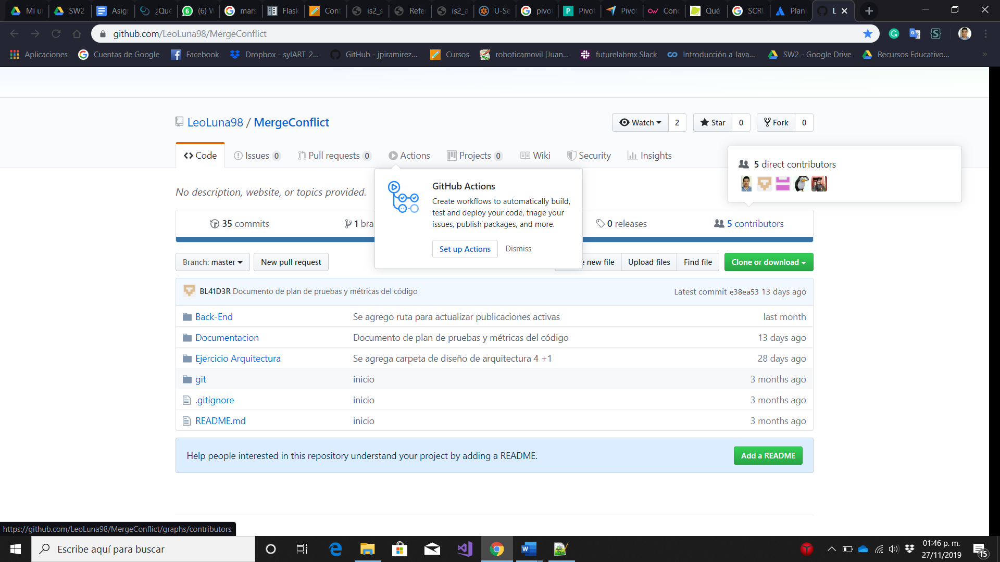 Mi u
SW2
Asig
¿Qué
(6) W
mars
Flask
Cont
is2_s
Refe
is2_a
U-Se
pivot
Pivot
Pivot
Conc
Qué
SCRU
Plani
L
github.com/LeoLuna98/MergeConflict
Aplicaciones
Cuentas de Google
Facebook
Dropbox - sylART_2...
GitHub - jpiramirez...
Cursos
roboticamovil [Juan...
futurelabmx Slack
Introducción a Java...
SW2 - Google Drive
Recursos Educativo...
»
LeoLuna98 / MergeConflict
Watch 2
Star 0
Fork 0
Code
Issues 0
Pull requests 0
Actions
Projects 0
Wiki
Security
Insights
5 direct contributors
GitHub Actions
Create workflows to automatically build,
test and deploy your code, triage your
issues, publish packages, and more.
Set up Actions
Dismiss
No description, website, or topics provided.
35 commits
1 bra
0 releases
5 contributors
Branch: master
New pull request
new file
Upload files
Find file
Clone or download
BL41D3R Documento de plan de pruebas y métricas del código
Latest commit e38ea53 13 days ago
Back-End
Se agrego ruta para actualizar publicaciones activas
last month
Documentacion
Documento de plan de pruebas y métricas del código
13 days ago
Ejercicio Arquitectura
Se agrega carpeta de diseño de arquitectura 4 +1
28 days ago
git
inicio
3 months ago
.gitignore
inicio
3 months ago
README.md
inicio
3 months ago
Help people interested in this repository understand your project by adding a README.
Add a README
https://github.com/LeoLuna98/MergeConflict/graphs/contributors
Escribe aquí para buscar
01:46 p. m.
27/11/2019
15